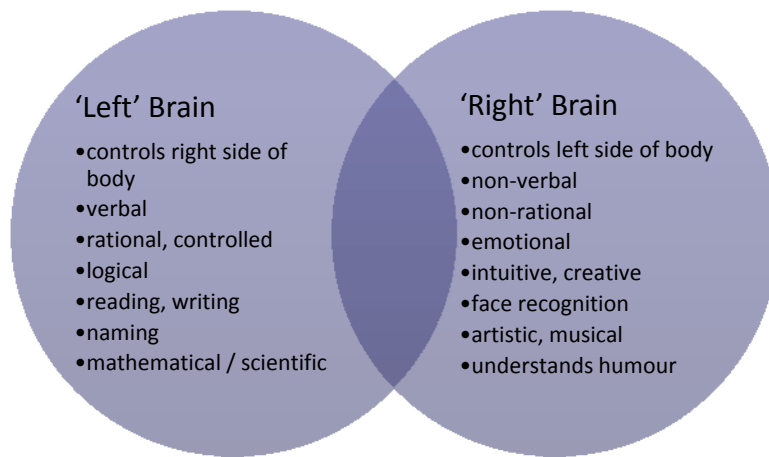 ‘Left’ Brain
•controls right side of
body
•verbal
•rational, controlled
•logical
•reading, writing
•naming
•mathematical / scientific
‘Right’ Brain
•controls left side of body
•non-verbal
•non-rational
•emotional
•intuitive, creative
•face recognition
•artistic, musical
•understands humour